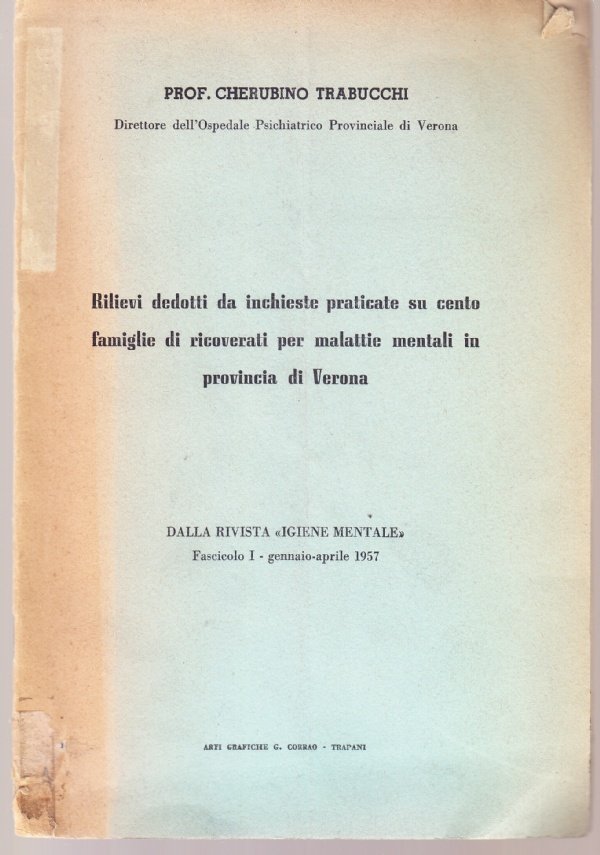 PROF. CHERUBINO TRABUCCHI
Direttore dell'Ospedale Psichiatrico Provinciale di Verona
Rilievi dedotti da inchieste praticate su cento
famiglie di ricoverati per malattie mentali in
provincia di Verona
DALLA RIVISTA «IGIENE MENTALE»
Fascicolo I - gennaio-aprile 1957
ARTI GRAFICHE G. CORRAO - TRAPANI